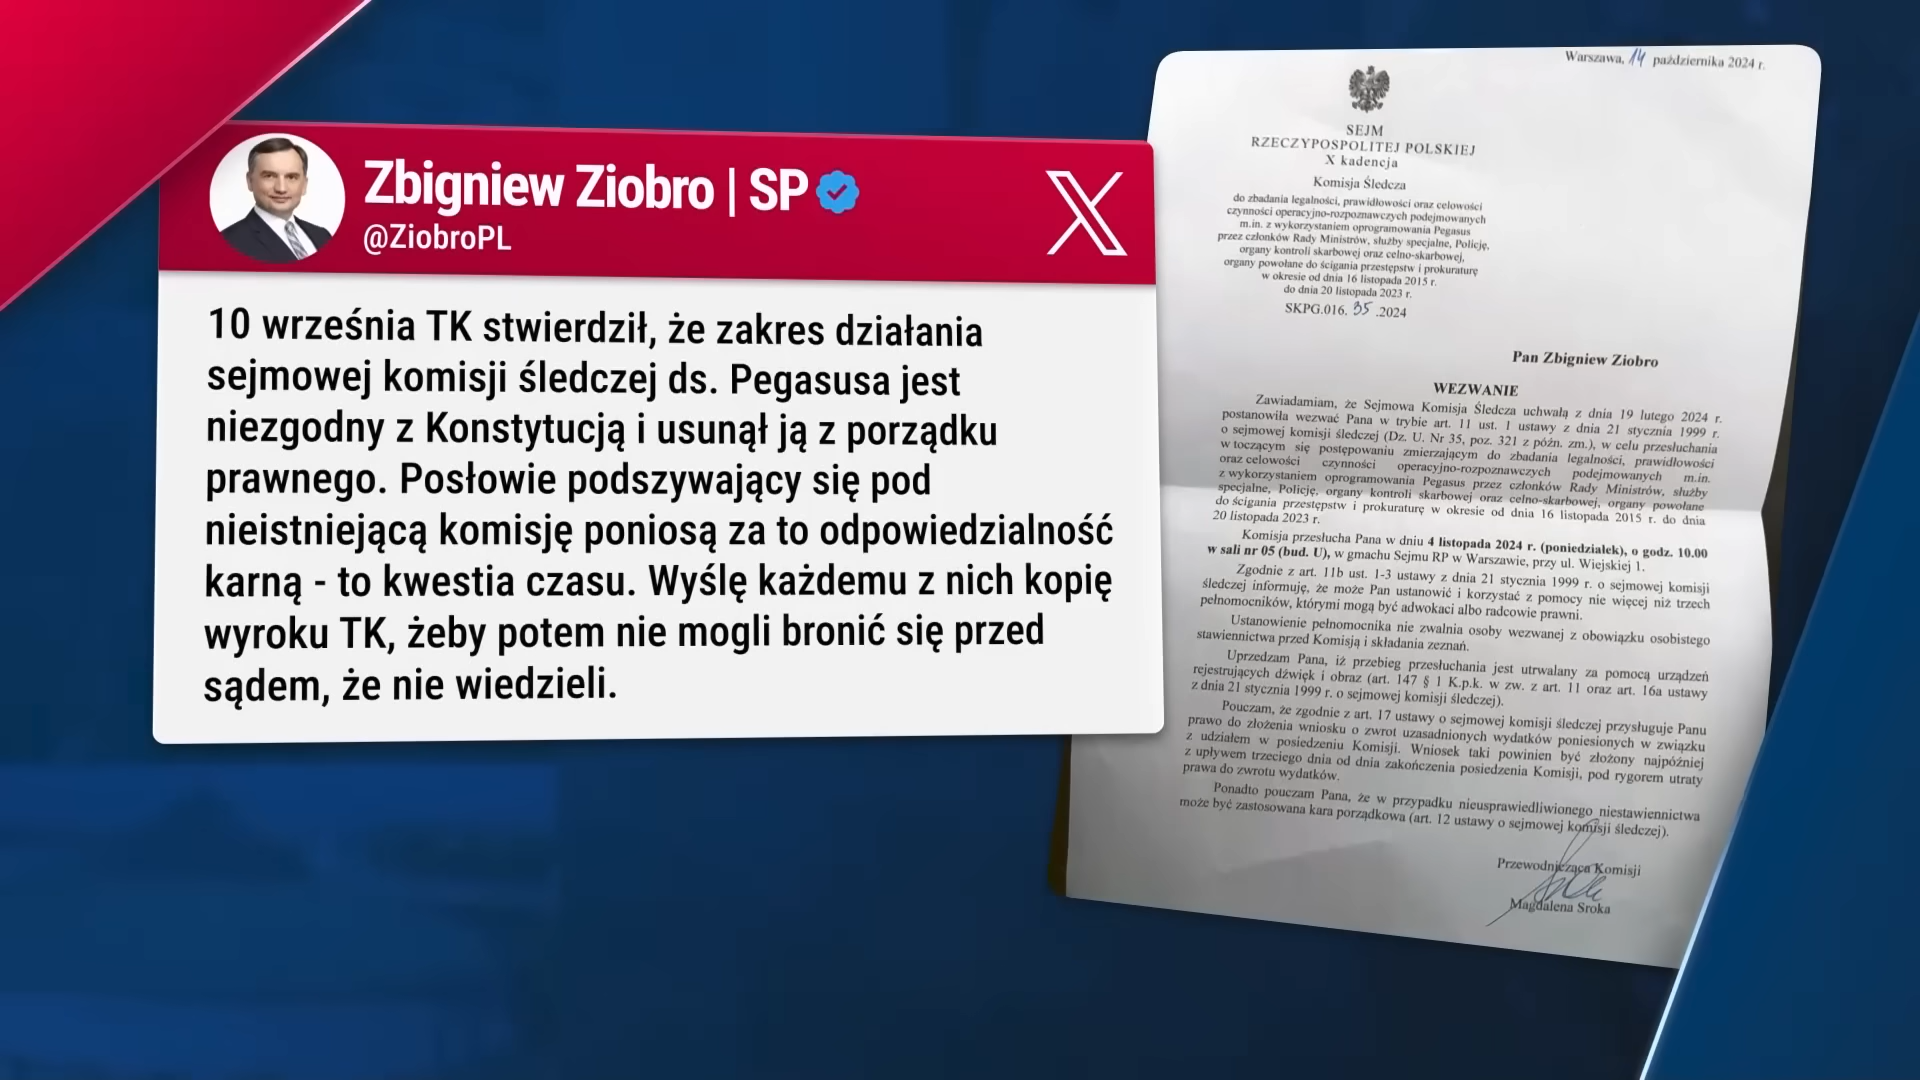 Zbigniew Ziobro | SP
@ZiobroPL
10 września TK stwierdził, że zakres działania
sejmowej komisji śledczej ds. Pegasusa jest
niezgodny z Konstytucją i usunął ją z porządku
prawnego. Posłowie podszywający się pod
nieistniejącą komisję poniosą za to odpowiedzialność
karną - to kwestia czasu. Wyślę każdemu z nich kopię
wyroku TK, żeby potem nie mogli bronić się przed
sądem, że nie wiedzieli.
Warszawa, 14 października 2024 r.
SEJM
RZECZYPOSPOLITEJ POLSKIEJ
X kadencja
Komisja Śledcza
do zbadania legalności, prawidłowości oraz celowości
czynności operacyjno-rozpoznawczych podejmowanych
m.in. z wykorzystaniem oprogramowania Pegasus
przez członków Rady Ministrów, służby specjalne, Policję,
organy kontroli skarbowej oraz celno-skarbowej,
organy powołane do ścigania przestępstw i prokuraturę
w okresie od dnia 16 listopada 2015 r.
do dnia 20 listopada 2023 r.
SKPG.016. 35 .2024
Pan Zbigniew Ziobro
WEZWANIE
Zawiadamiam, że Sejmowa Komisja Śledcza uchwałą z dnia 19 lutego 2024 r.
postanowiła wezwać Pana w trybie art. 11 ust. 1 ustawy z dnia 21 stycznia 1999 r.
o sejmowej komisji śledczej (Dz. U. Nr 35, poz. 321 z późn. zm.), w celu przesłuchania
w toczącym się postępowaniu zmierzającym do zbadania legalności, prawidłowości
oraz celowości czynności operacyjno-rozpoznawczych podejmowanych m.in.
z wykorzystaniem oprogramowania Pegasus przez członków Rady Ministrów, służby
specjalne, Policję, organy kontroli skarbowej oraz celno-skarbowej, organy powołane
do ścigania przestępstw i prokuraturę w okresie od dnia 16 listopada 2015 r. do dnia
20 listopada 2023 r.
Komisja przesłucha Pana w dniu 4 listopada 2024 r. (poniedziałek), o godz. 10.00
w sali nr 05 (bud. U), w gmachu Sejmu RP w Warszawie, przy ul. Wiejskiej 1.
Zgodnie z art. 11b ust. 1-3 ustawy z dnia 21 stycznia 1999 r. o sejmowej komisji
śledczej informuję, że może Pan ustanowić i korzystać z pomocy nie więcej niż trzech
pełnomocników, którymi mogą być adwokaci albo radcowie prawni.
Ustanowienie pełnomocnika nie zwalnia osoby wezwanej z obowiązku osobistego
stawiennictwa przed Komisją i składania zeznań.
Uprzedzam Pana, iż przebieg przesłuchania jest utrwalany za pomocą urządzeń
rejestrujących dźwięk i obraz (art. 147 § 1 K.p.k. w zw. z art. 11 oraz art. 16a ustawy
z dnia 21 stycznia 1999 r. o sejmowej komisji śledczej).
Pouczam, że zgodnie z art. 17 ustawy o sejmowej komisji śledczej przysługuje Panu
prawo do złożenia wniosku o zwrot uzasadnionych wydatków poniesionych w związku
z udziałem w posiedzeniu Komisji. Wniosek taki powinien być złożony najpóźniej
z upływem trzeciego dnia od dnia zakończenia posiedzenia Komisji, pod rygorem utraty
prawa do zwrotu wydatków.
Ponadto pouczam Pana, że w przypadku nieusprawiedliwionego niestawiennictwa
może być zastosowana kara porządkowa (art. 12 ustawy o sejmowej komisji śledczej).
Przewodnicząca Komisji
Magdalena Sroka